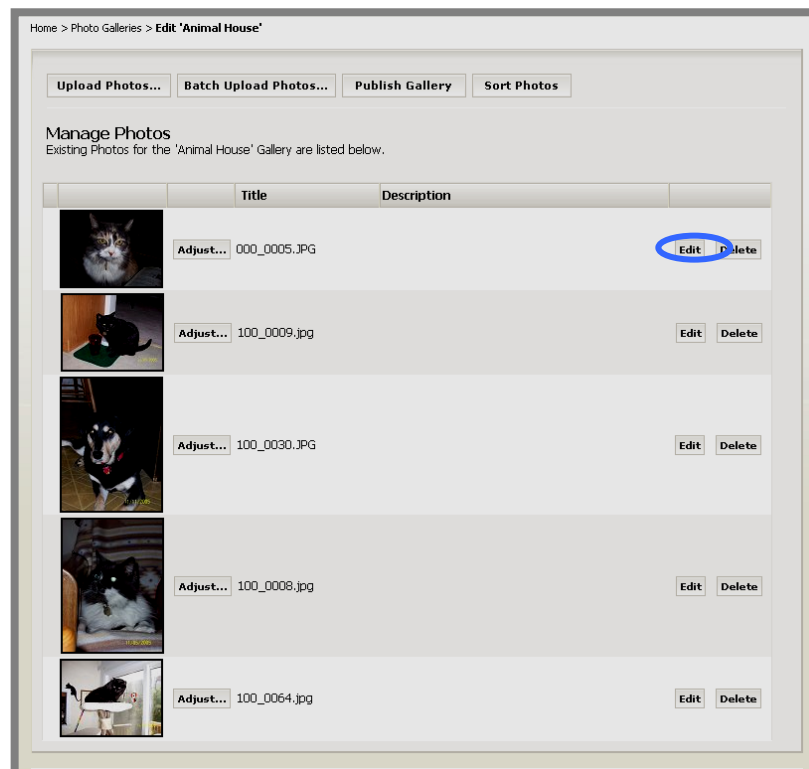 Home > Photo Galleries > Edit 'Animal House'
Upload Photos... Batch Upload Photos... Publish Gallery Sort Photos
Manage Photos
Existing Photos for the 'Animal House' Gallery are listed below.
Title Description
Adjust... 000_0005.JPG Edit Delete
Adjust... 100_0009.jpg Edit Delete
Adjust... 100_0030.JPG Edit Delete
Adjust... 100_0008.jpg Edit Delete
Adjust... 100_0064.jpg Edit Delete